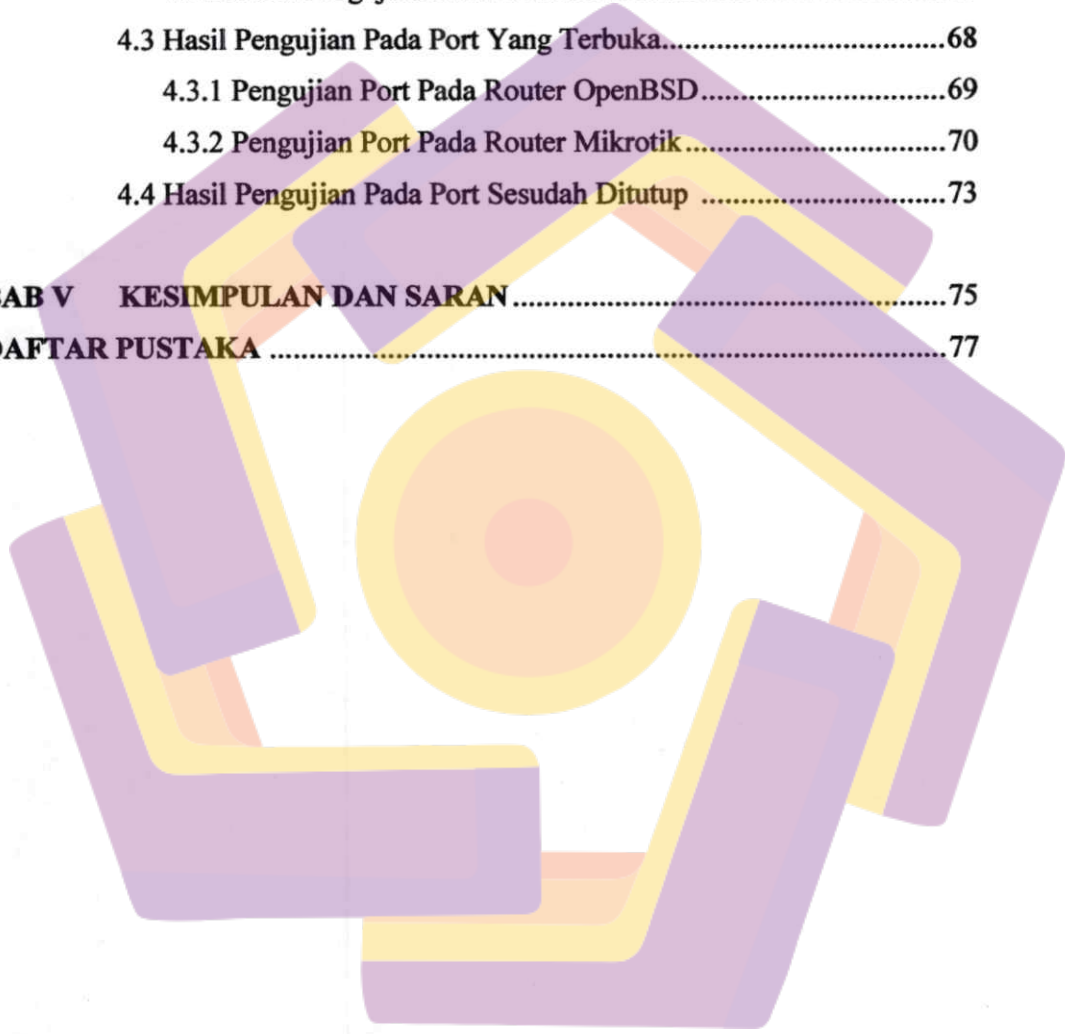 4.3 Hasil Pengujian Pada Port Yang Terbuka................................68
4.3.1 Pengujian Port Pada Router OpenBSD............................69
4.3.2 Pengujian Port Pada Router Mikrotik..............................70
4.4 Hasil Pengujian Pada Port Sesudah Ditutup ............................73
BAB V KESIMPULAN DAN SARAN..................................................75
DAFTAR PUSTAKA ..............................................................................77